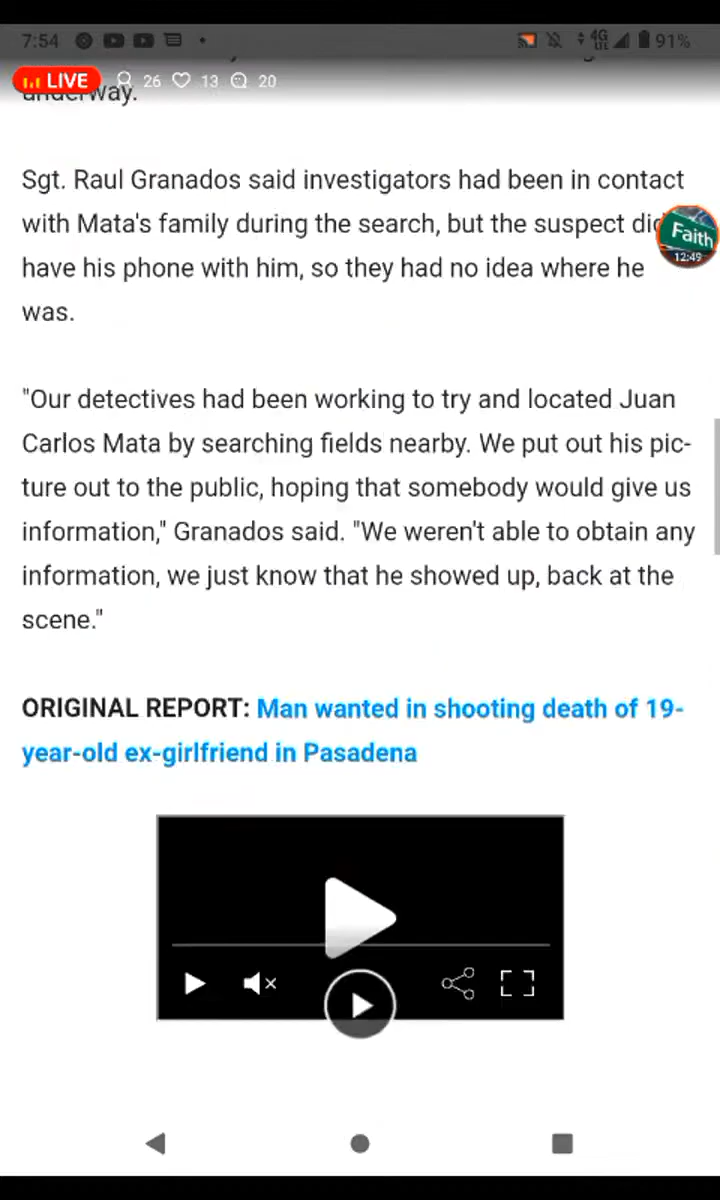 7:54
4G
LTE
91%
LIVE 26 13 20
underway.
Sgt. Raul Granados said investigators had been in contact
with Mata's family during the search, but the suspect did
Faith
12:49
have his phone with him, so they had no idea where he
was.
"Our detectives had been working to try and located Juan
Carlos Mata by searching fields nearby. We put out his pic-
ture out to the public, hoping that somebody would give us
information," Granados said. "We weren't able to obtain any
information, we just know that he showed up, back at the
scene."
ORIGINAL REPORT: Man wanted in shooting death of 19-
year-old ex-girlfriend in Pasadena